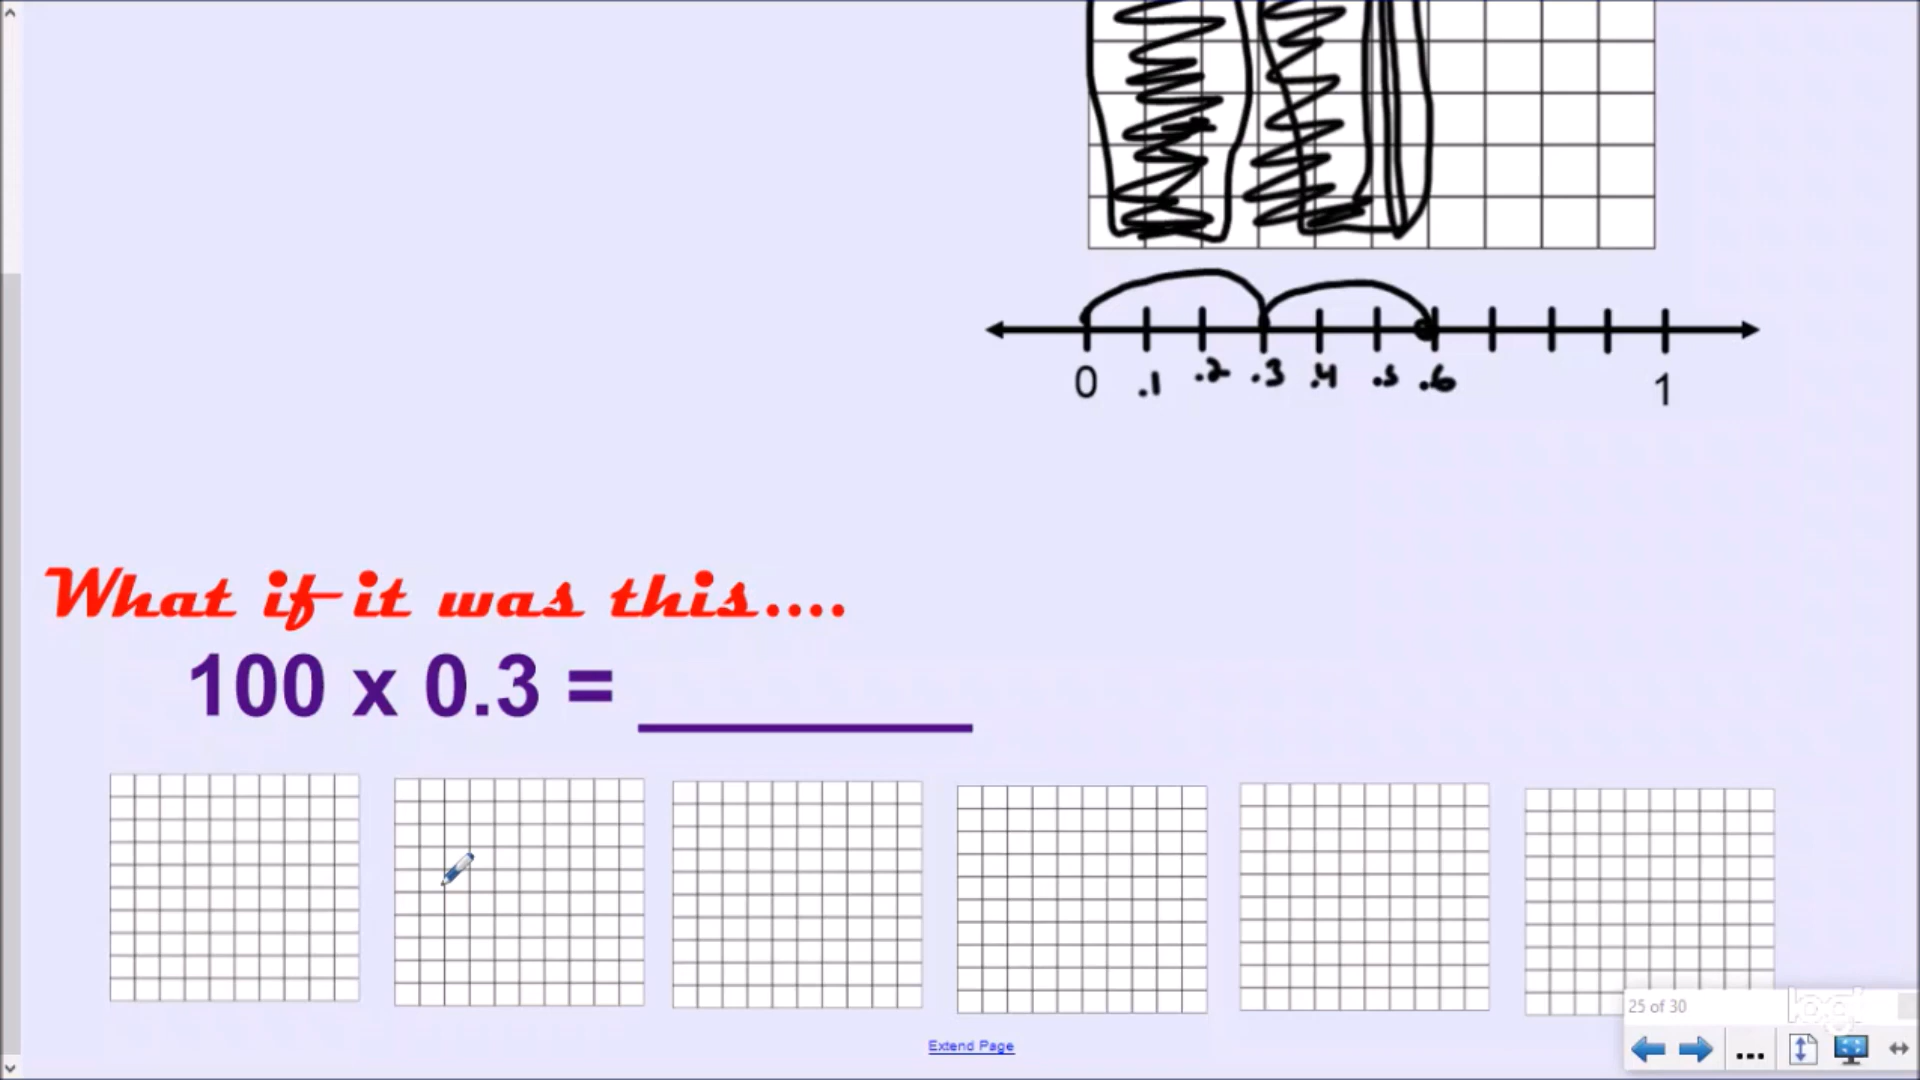 0 .1 .2 .3 .4 .5 .6 1
What if it was this....
100 x 0.3 = __________
Extend Page
25 of 30
...